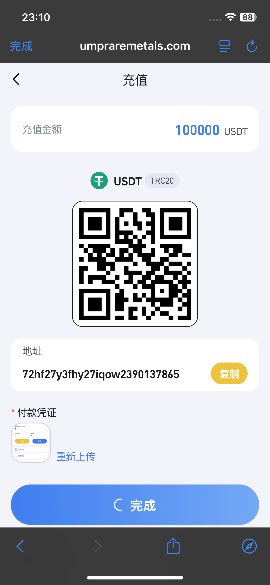 23:10
88
完成
umpraremetals.com
充值
充值金额
100000 USDT
USDT TRC20
地址
72hf27y3fhy27iqow2390137865
复制
* 付款凭证
重新上传
完成